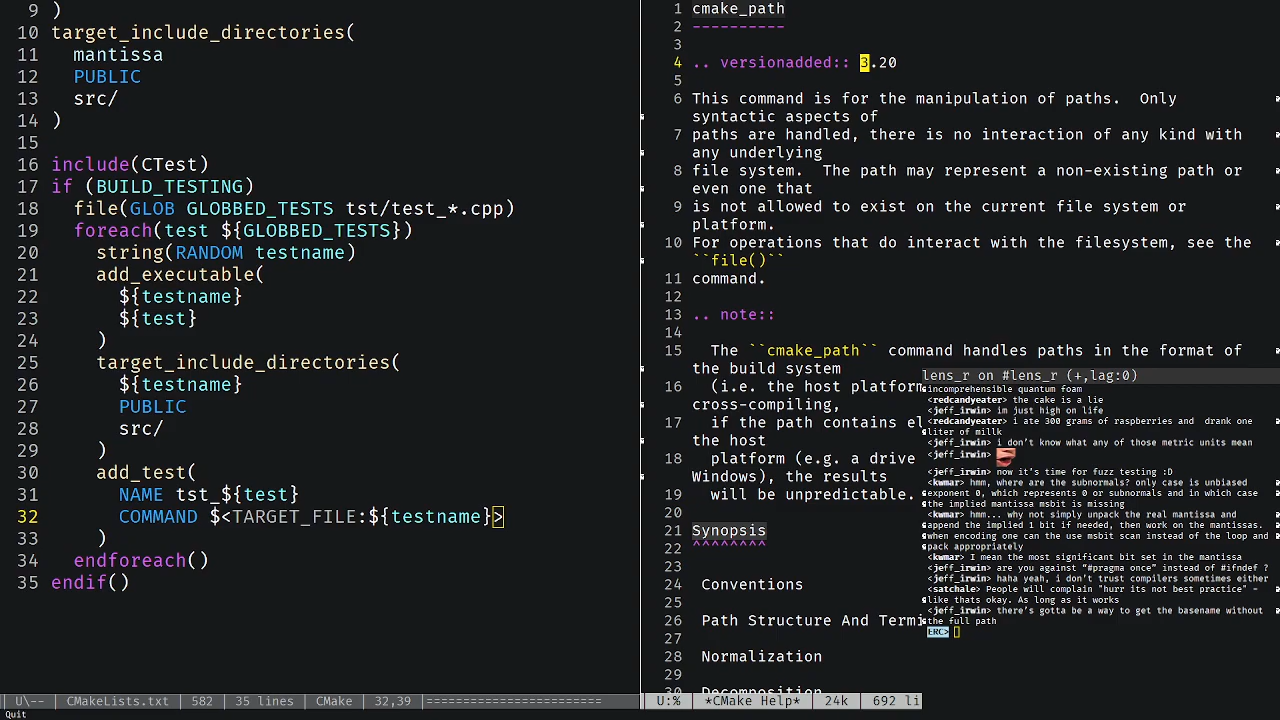 9 )
10 target_include_directories(
11 mantissa
12 PUBLIC
13 src/
14 )
15
16 include(CTest)
17 if (BUILD_TESTING)
18 file(GLOB GLOBBED_TESTS tst/test_*.cpp)
19 foreach(test ${GLOBBED_TESTS})
20 string(RANDOM testname)
21 add_executable(
22 ${testname}
23 ${test}
24 )
25 target_include_directories(
26 ${testname}
27 PUBLIC
28 src/
29 )
30 add_test(
31 NAME tst_${test}
32 COMMAND $<TARGET_FILE:${testname}>
33 )
34 endforeach()
35 endif()
U\-- CMakeLists.txt 582 35 lines CMake 32,39 ===========================
Quit
1 cmake_path
2 ----------
3
4 .. versionadded:: 3.20
5
6 This command is for the manipulation of paths.  Only
syntactic aspects of
7 paths are handled, there is no interaction of any kind with
any underlying
8 file system.  The path may represent a non-existing path or
even one that
9 is not allowed to exist on the current file system or
platform.
10 For operations that do interact with the filesystem, see the
``file()``
11 command.
12
13 .. note::
14
15 The ``cmake_path`` command handles paths in the format of
the build system
16 (i.e. the host platform
cross-compiling,
17 if the path contains el
the host
18 platform (e.g. a drive
Windows), the results
19 will be unpredictable.
20
21 Synopsis
22 ^^^^^^^^
23
24 Conventions
25
26 Path Structure And Termi
27
28 Normalization
29
30 Decomposition
U:% *CMake Help* 24k 692 li
lens_r on #lens_r (+,lag:0)
incomprehensible quantum foam
<redcandyeater> the cake is a lie
<jeff_irwin> im just high on life
<redcandyeater> i ate 300 grams of raspberries and  drank one
liter of millk
<jeff_irwin> i don't know what any of those metric units mean
<jeff_irwin>
<jeff_irwin> now it's time for fuzz testing :D
<kwmar> hmm, where are the subnormals? only case is unbiased
exponent 0, which represents 0 or subnormals and in which case
the implied mantissa msbit is missing
<kwmar> hmm... why not simply unpack the real mantissa and
append the implied 1 bit if needed, then work on the mantissas.
when encoding one can the use msbit scan instead of the loop and
pack appropriately
<kwmar> I mean the most significant bit set in the mantissa
<jeff_irwin> are you against “#pragma once” instead of #ifndef ?
<jeff_irwin> haha yeah, i don't trust compilers sometimes either
<satchale> People will complain "hurr its not best practice" -
like thats okay. As long as it works
<jeff_irwin> there's gotta be a way to get the basename without
the full path
ERC>